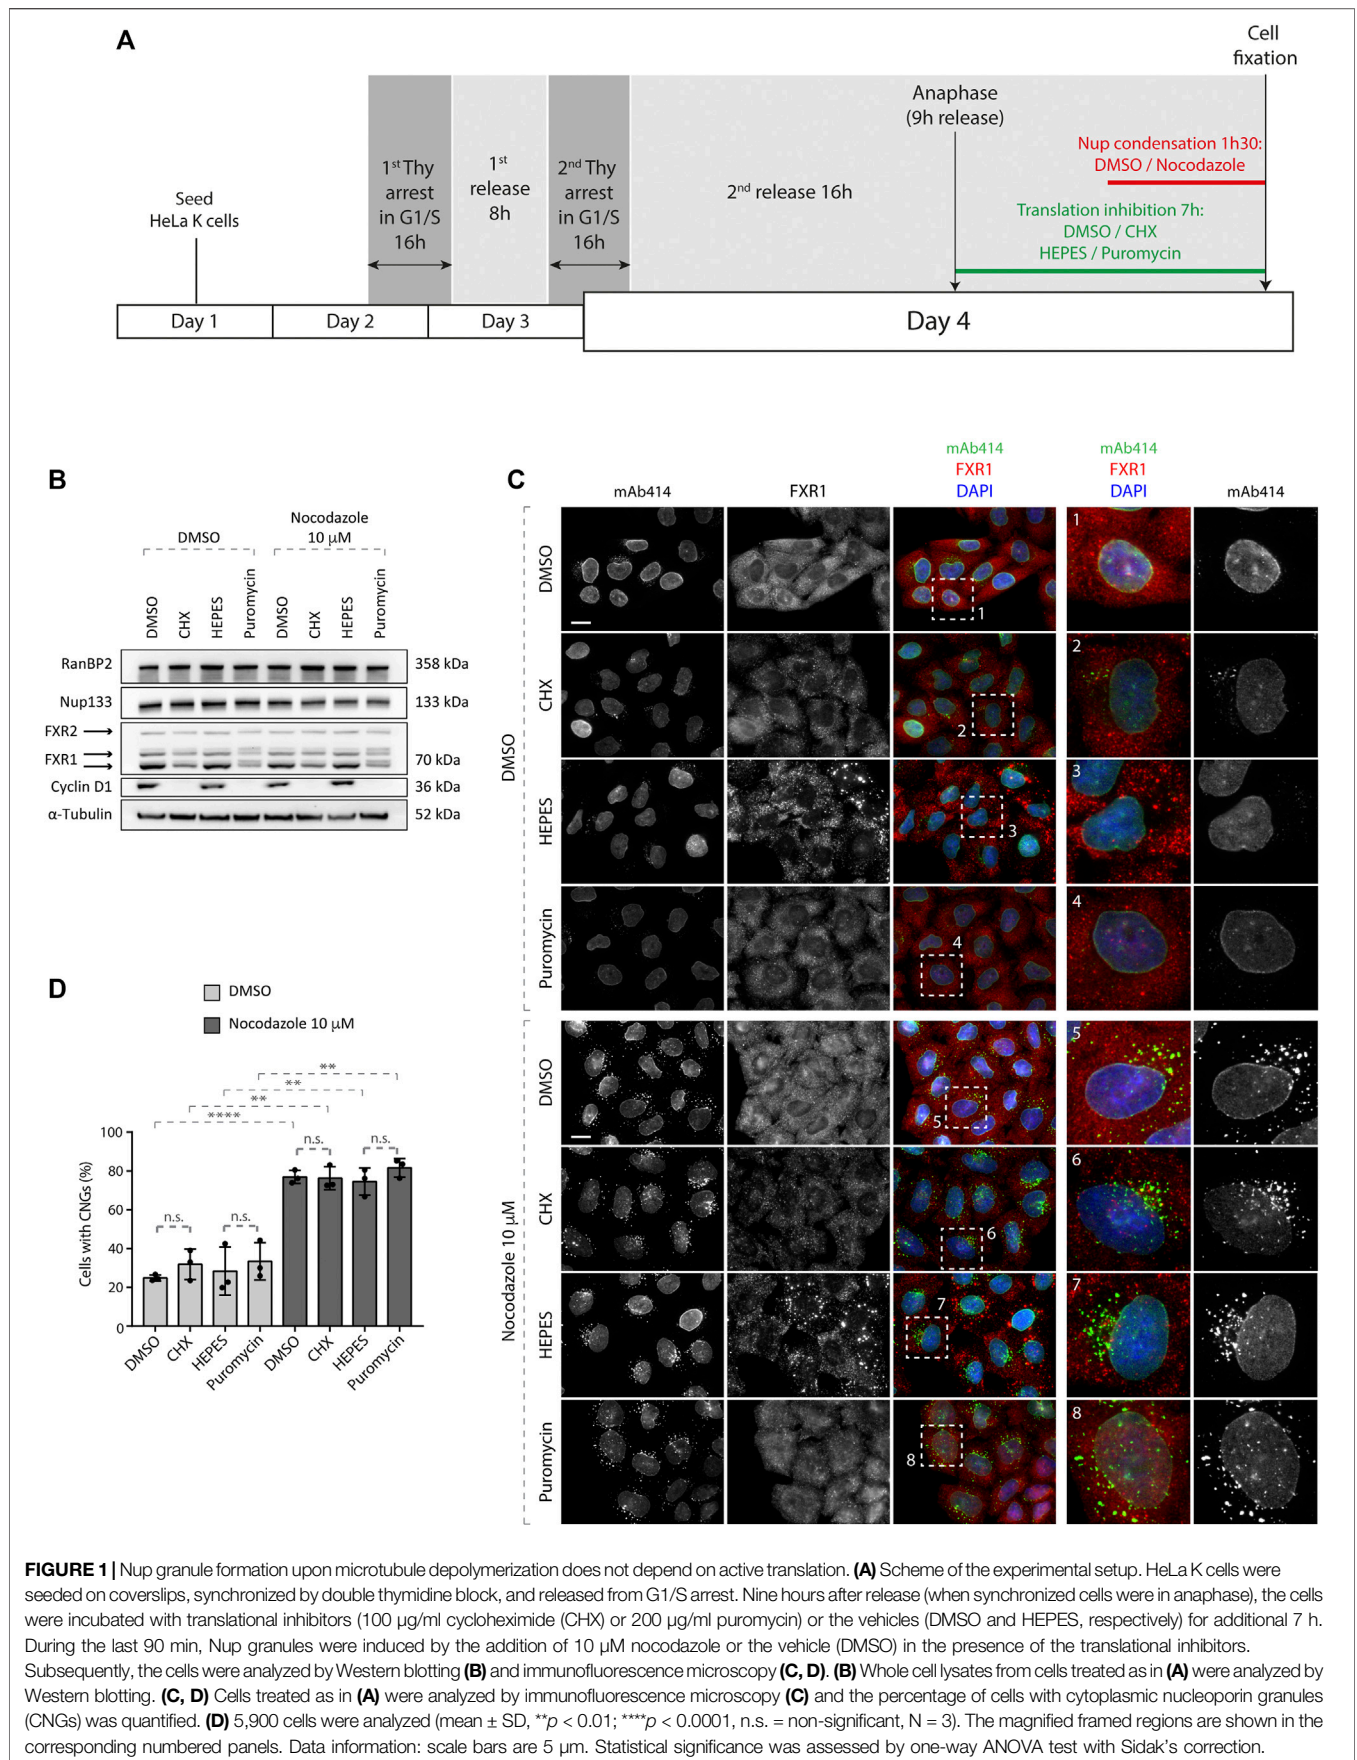 A
Cell
fixation
Anaphase
(9h release)
Nup condensation 1h30:
DMSO / Nocodazole
1st Thy
arrest
in G1/S
16h
1st
release
8h
2nd Thy
arrest
in G1/S
16h
2nd release 16h
Seed
HeLa K cells
Translation inhibition 7h:
DMSO / CHX
HEPES / Puromycin
Day 1
Day 2
Day 3
Day 4
B
DMSO
Nocodazole
10 µM
DMSO
CHX
HEPES
Puromycin
DMSO
CHX
HEPES
Puromycin
RanBP2
358 kDa
Nup133
133 kDa
FXR2
FXR1
70 kDa
Cyclin D1
36 kDa
α-Tubulin
52 kDa
C
mAb414
FXR1
mAb414
FXR1
DAPI
mAb414
FXR1
DAPI
mAb414
DMSO
DMSO
1
1
CHX
2
2
HEPES
3
3
Puromycin
4
4
Nocodazole 10 µM
DMSO
5
5
CHX
6
6
HEPES
7
7
Puromycin
8
8
D
DMSO
Nocodazole 10 µM
**
**
**
****
n.s.
n.s.
n.s.
n.s.
Cells with CNGs (%)
100
80
60
40
20
0
DMSO
CHX
HEPES
Puromycin
DMSO
CHX
HEPES
Puromycin
FIGURE 1 | Nup granule formation upon microtubule depolymerization does not depend on active translation. (A) Scheme of the experimental setup. HeLa K cells were
seeded on coverslips, synchronized by double thymidine block, and released from G1/S arrest. Nine hours after release (when synchronized cells were in anaphase), the cells
were incubated with translational inhibitors (100 µg/ml cycloheximide (CHX) or 200 µg/ml puromycin) or the vehicles (DMSO and HEPES, respectively) for additional 7 h.
During the last 90 min, Nup granules were induced by the addition of 10 µM nocodazole or the vehicle (DMSO) in the presence of the translational inhibitors.
Subsequently, the cells were analyzed by Western blotting (B) and immunofluorescence microscopy (C, D). (B) Whole cell lysates from cells treated as in (A) were analyzed by
Western blotting. (C, D) Cells treated as in (A) were analyzed by immunofluorescence microscopy (C) and the percentage of cells with cytoplasmic nucleoporin granules
(CNGs) was quantified. (D) 5,900 cells were analyzed (mean ± SD, **p < 0.01; ****p < 0.0001, n.s. = non-significant, N = 3). The magnified framed regions are shown in the
corresponding numbered panels. Data information: scale bars are 5 µm. Statistical significance was assessed by one-way ANOVA test with Sidak's correction.